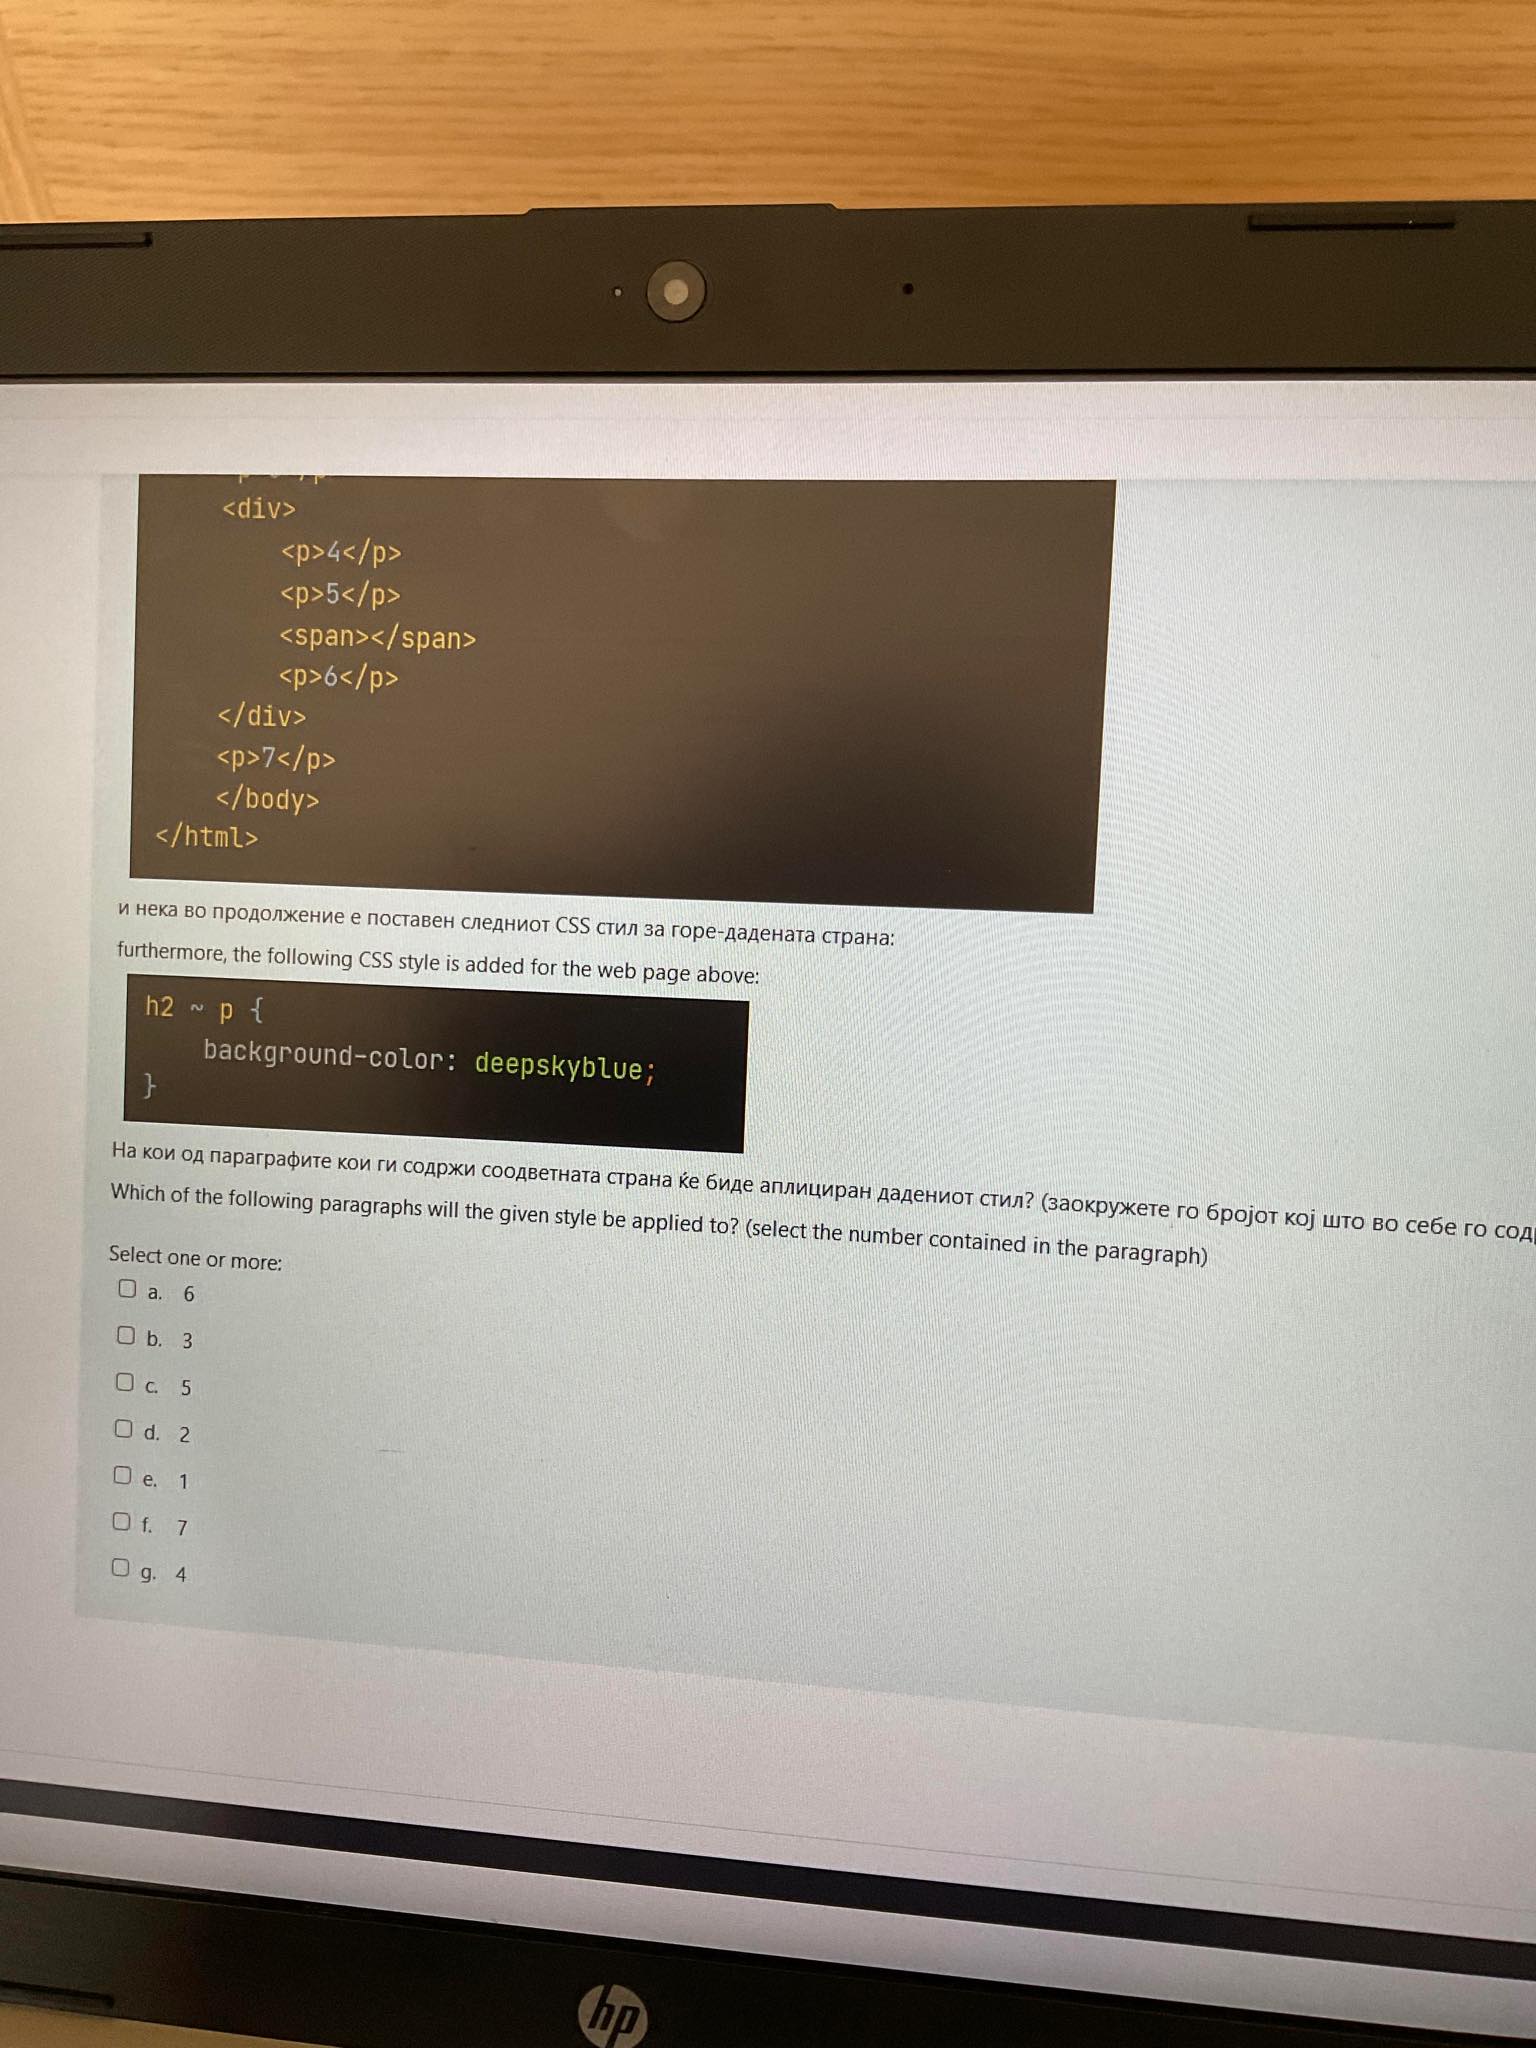 <div>
<p>4</p>
<p>5</p>
<span></span>
<p>6</p>
</div>
<p>7</p>
</body>
</html>
и нека во продолжение е поставен следниот CSS стил за горе-дадената страна:
furthermore, the following CSS style is added for the web page above:
h2 ~ p {
background-color: deepskyblue;
}
На кои од параграфите кои ги содржи соодветната страна ќе биде аплициран дадениот стил? (заокружете го бројот кој што во себе го
Which of the following paragraphs will the given style be applied to? (select the number contained in the paragraph)
Select one or more:
a. 6
b. 3
c. 5
d. 2
e. 1
f. 7
g. 4
hp